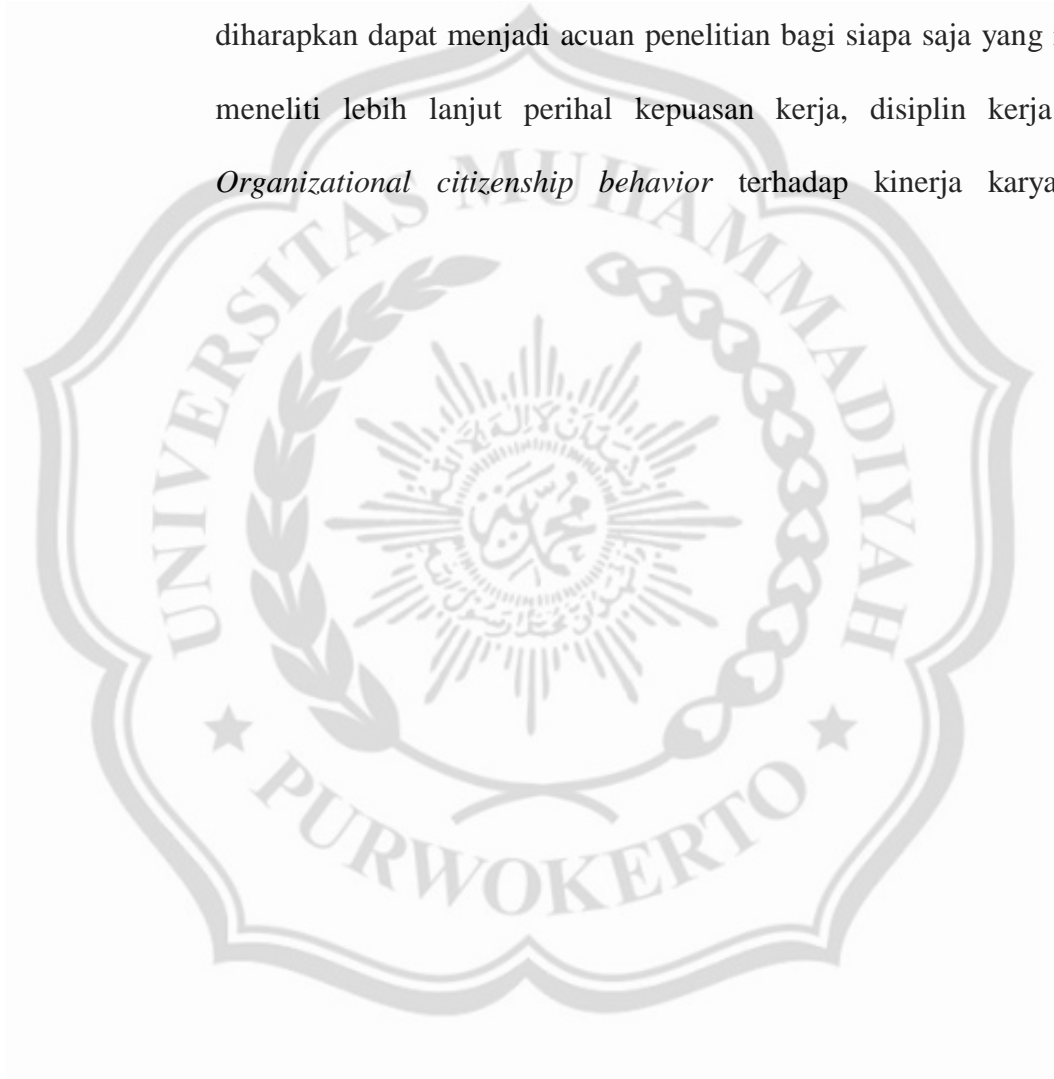 diharapkan dapat menjadi acuan penelitian bagi siapa saja yang
meneliti lebih lanjut perihal kepuasan kerja, disiplin kerja
Organizational citizenship behavior terhadap kinerja
UNIVERSITAS MUHAMMADIYAH
PURWOKERTO